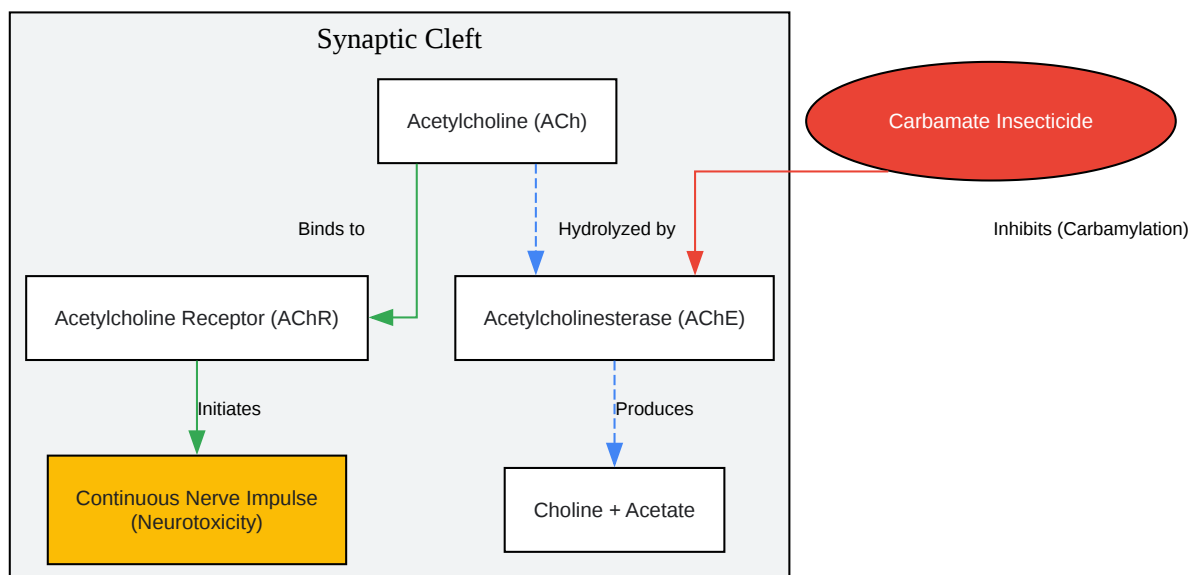 Synaptic Cleft
Acetylcholine (ACh)
Carbamate Insecticide
Binds to
Hydrolyzed by
Inhibits (Carbamylation)
Acetylcholine Receptor (AChR)
Acetylcholinesterase (AChE)
Initiates
Produces
Continuous Nerve Impulse
(Neurotoxicity)
Choline + Acetate